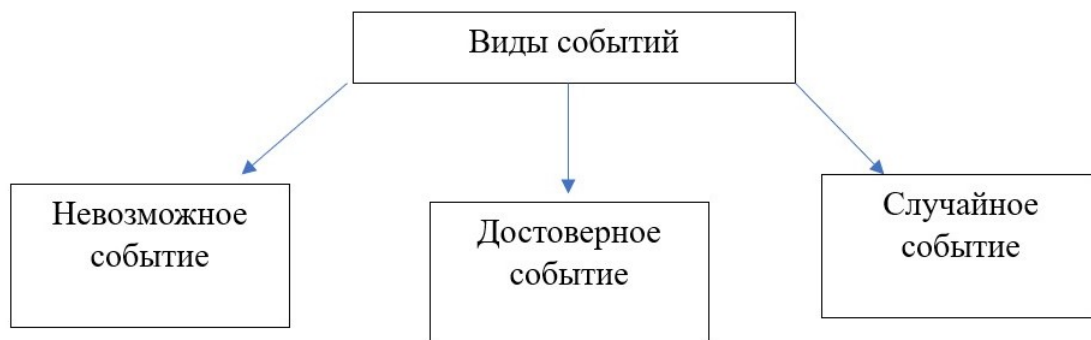 Виды событий
Невозможное
событие
Достоверное
событие
Случайное
событие